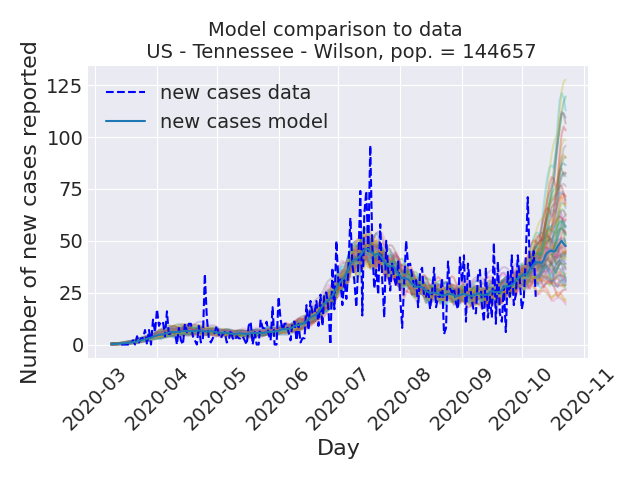 Model comparison to data
US - Tennessee - Wilson, pop. = 144657
Number of new cases reported
125
100
75
50
25
0
new cases data
new cases model
2020-03
2020-04
2020-05
2020-06
2020-07
2020-08
2020-09
2020-10
2020-11
Day